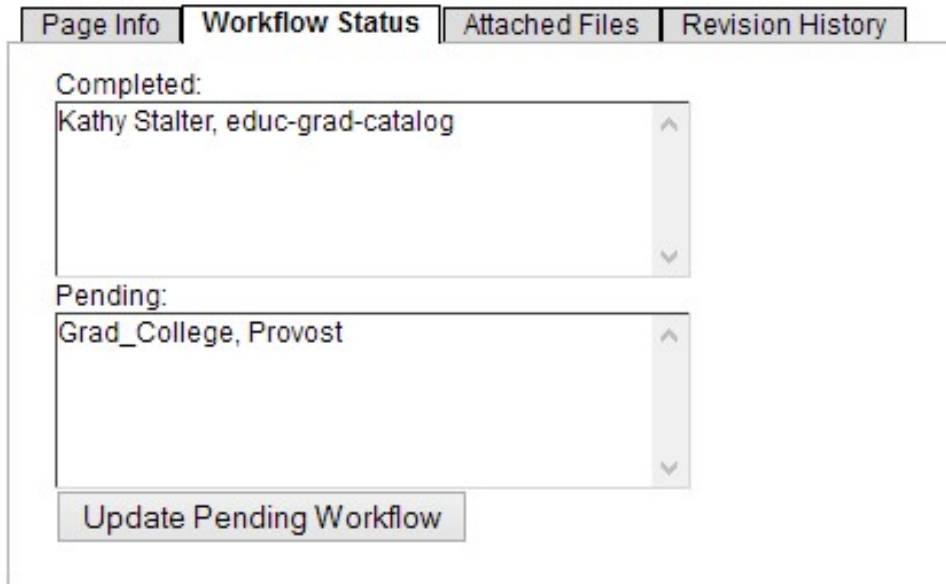 Page Info Workflow Status Attached Files Revision History
Completed:
Kathy Stalter, educ-grad-catalog
Pending:
Grad_College, Provost
Update Pending Workflow